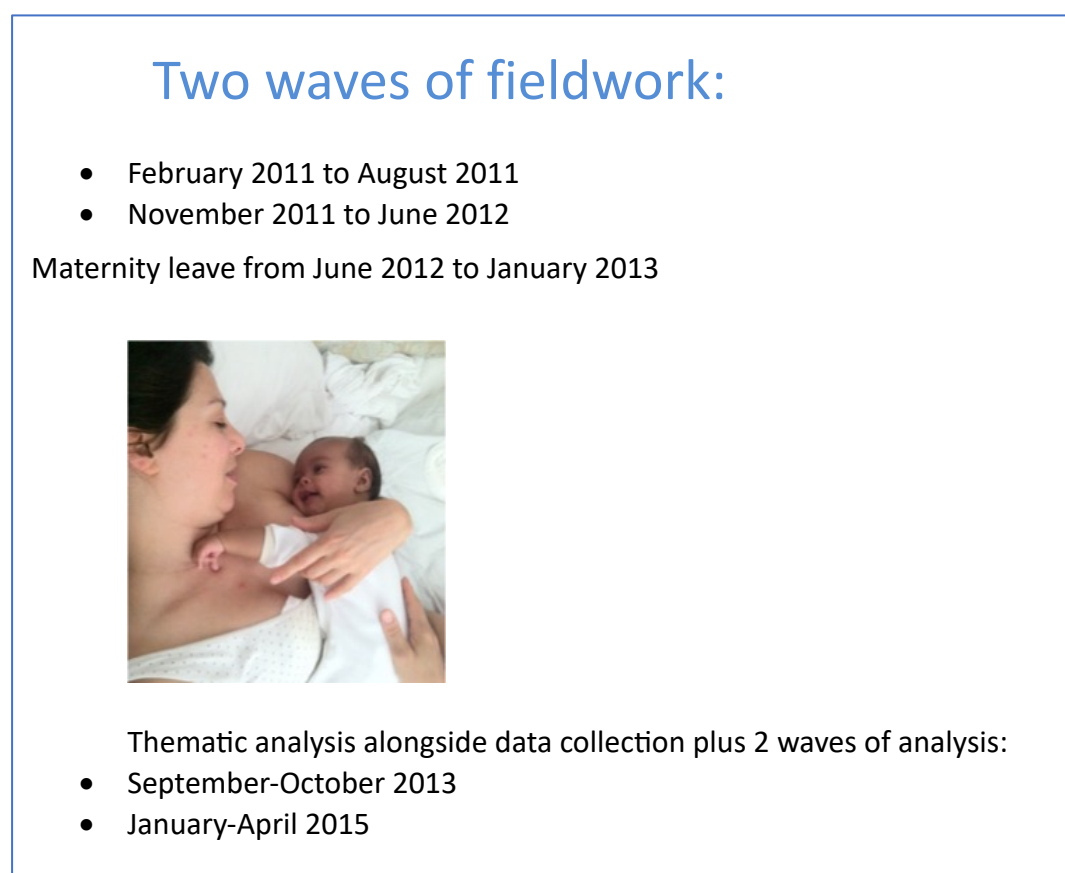 Two waves of fieldwork:
• February 2011 to August 2011
• November 2011 to June 2012
Maternity leave from June 2012 to January 2013
Thematic analysis alongside data collection plus 2 waves of analysis:
• September-October 2013
• January-April 2015